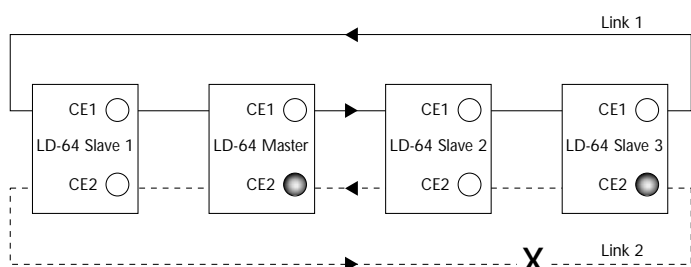 Link 1
CE1 CE1 CE1 CE1
LD-64 Slave 1 LD-64 Master LD-64 Slave 2 LD-64 Slave 3
CE2 CE2 CE2 CE2
X Link 2